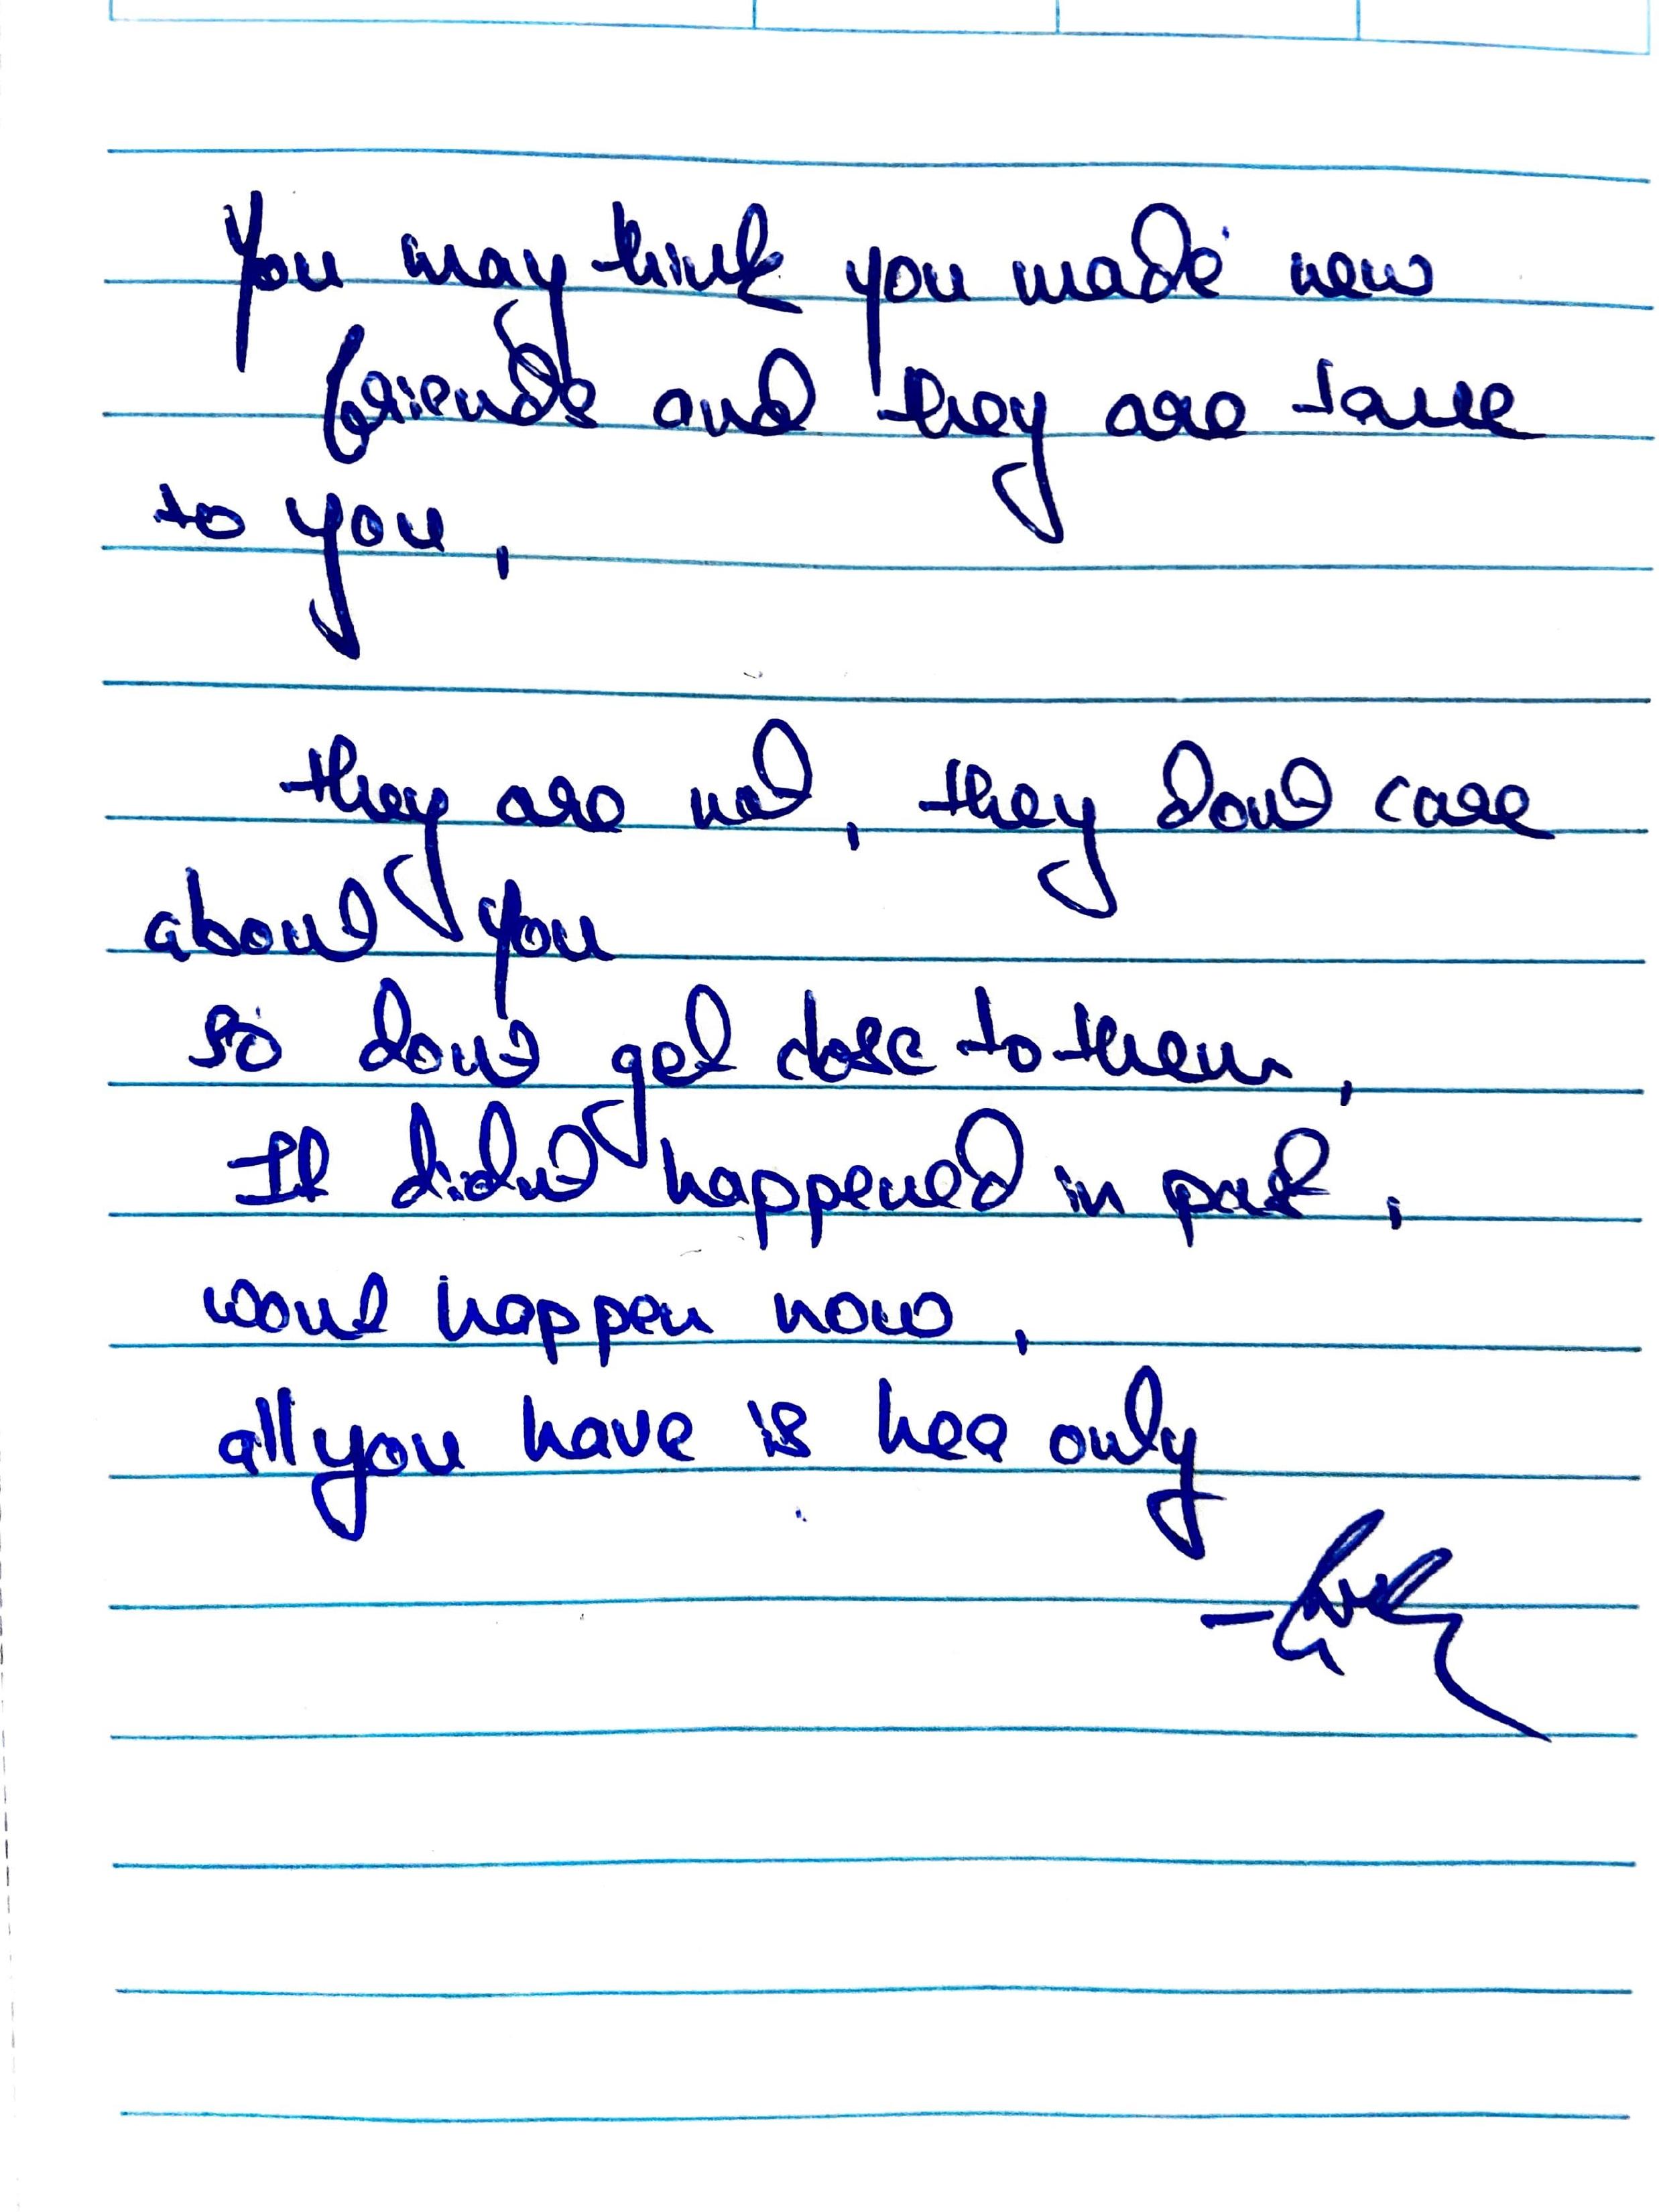 You may think you made new
friends and they are true
to you,
they are not, they dont care
about you
so dont get close to them,
It didnt happened in past,
wont happen now,
all you have is her only